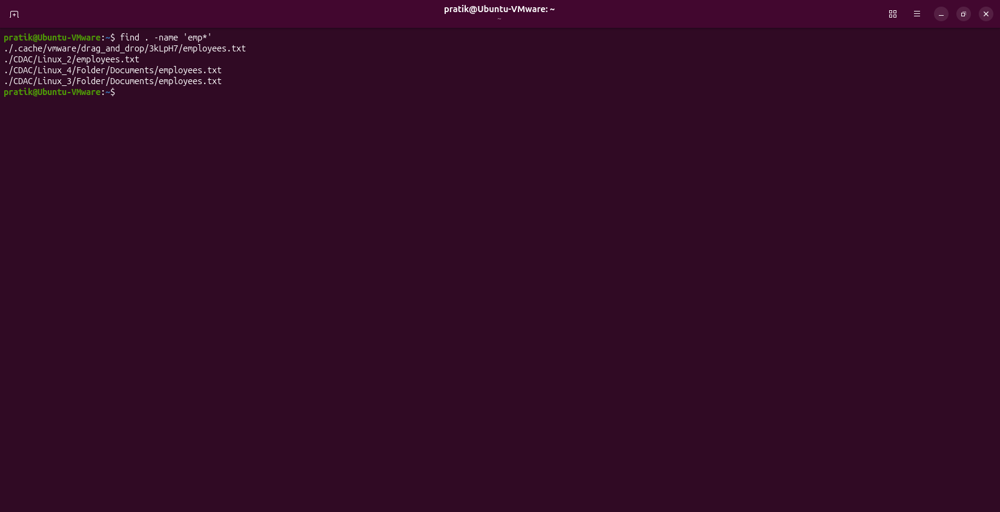 pratik@Ubuntu-VMware: ~
~
pratik@Ubuntu-VMware:~$ find . -name 'emp*'
./.cache/vmware/drag_and_drop/3kLpH7/employees.txt
./CDAC/Linux_2/employees.txt
./CDAC/Linux_4/Folder/Documents/employees.txt
./CDAC/Linux_3/Folder/Documents/employees.txt
pratik@Ubuntu-VMware:~$